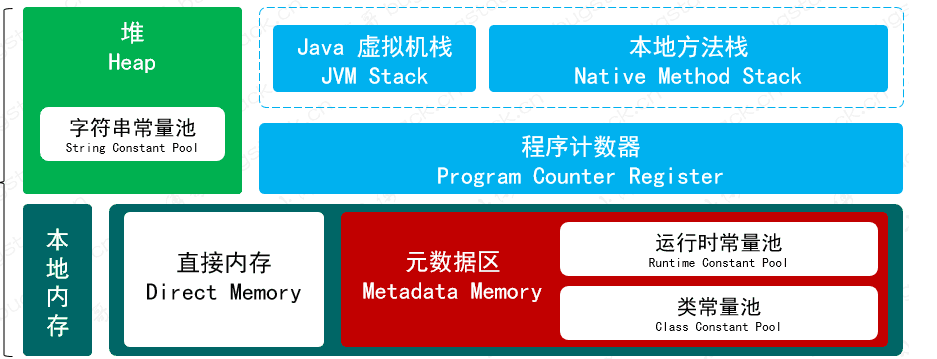 堆
Heap
字符串常量池
String Constant Pool
Java 虚拟机栈
JVM Stack
本地方法栈
Native Method Stack
程序计数器
Program Counter Register
本地内存
直接内存
Direct Memory
元数据区
Metadata Memory
运行时常量池
Runtime Constant Pool
类常量池
Class Constant Pool